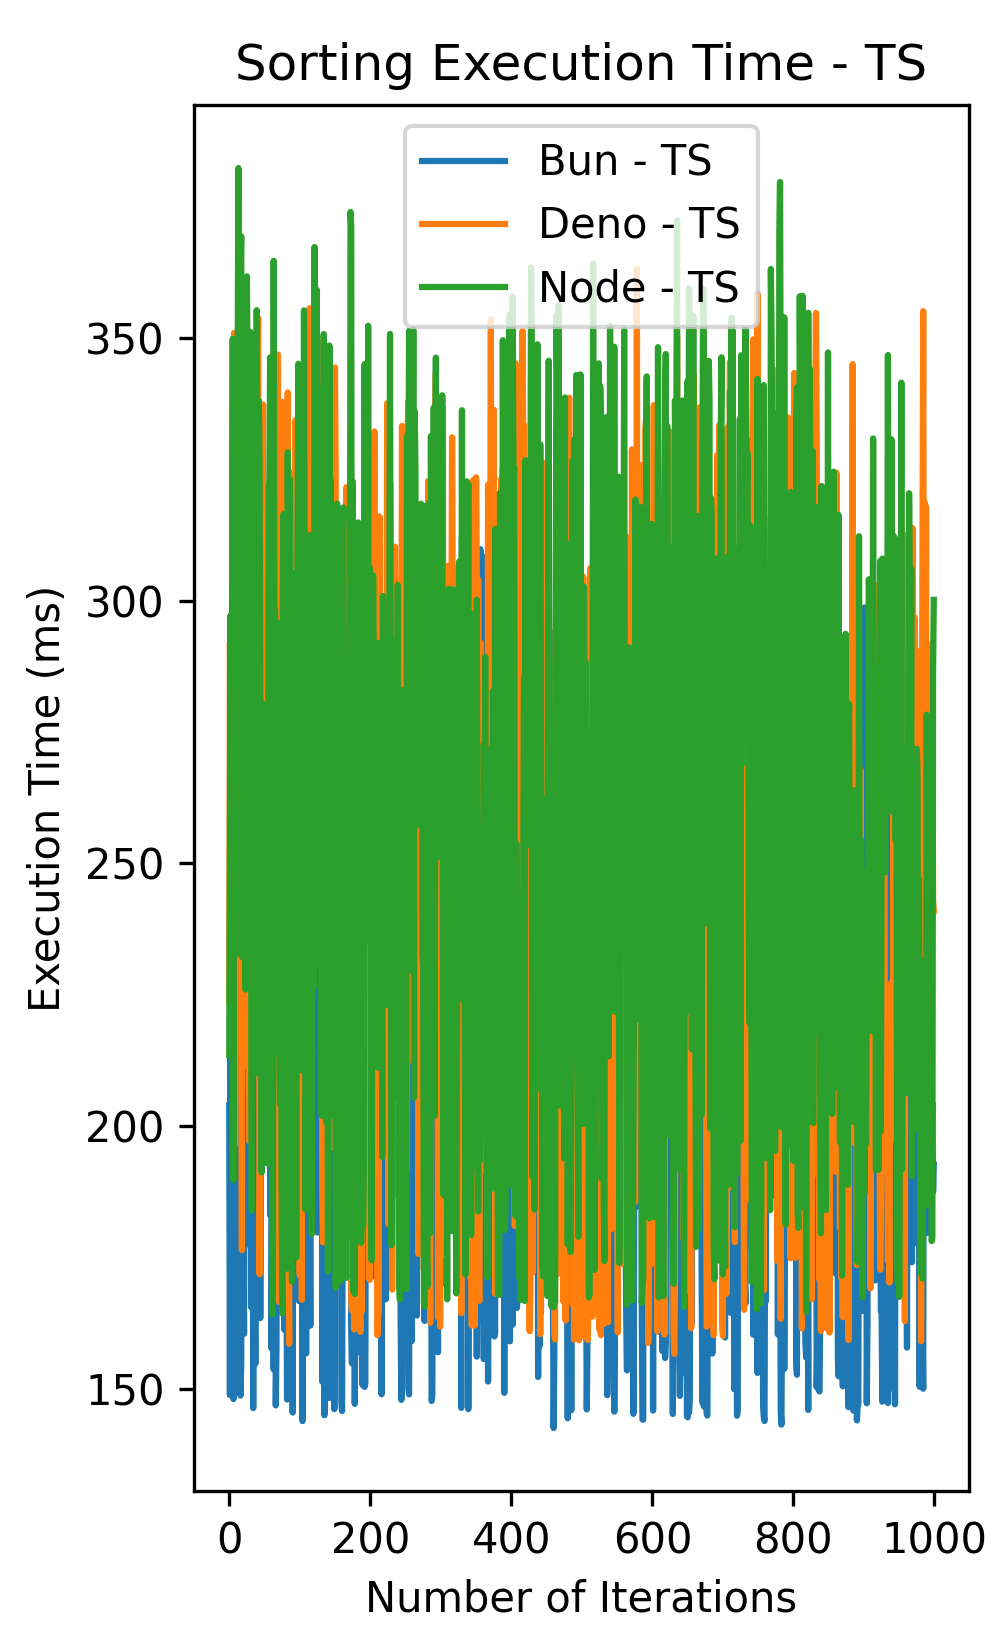 Sorting Execution Time - TS
Bun - TS
Deno - TS
Node - TS
350
300
250
200
150
Execution Time (ms)
0 200 400 600 800 1000
Number of Iterations